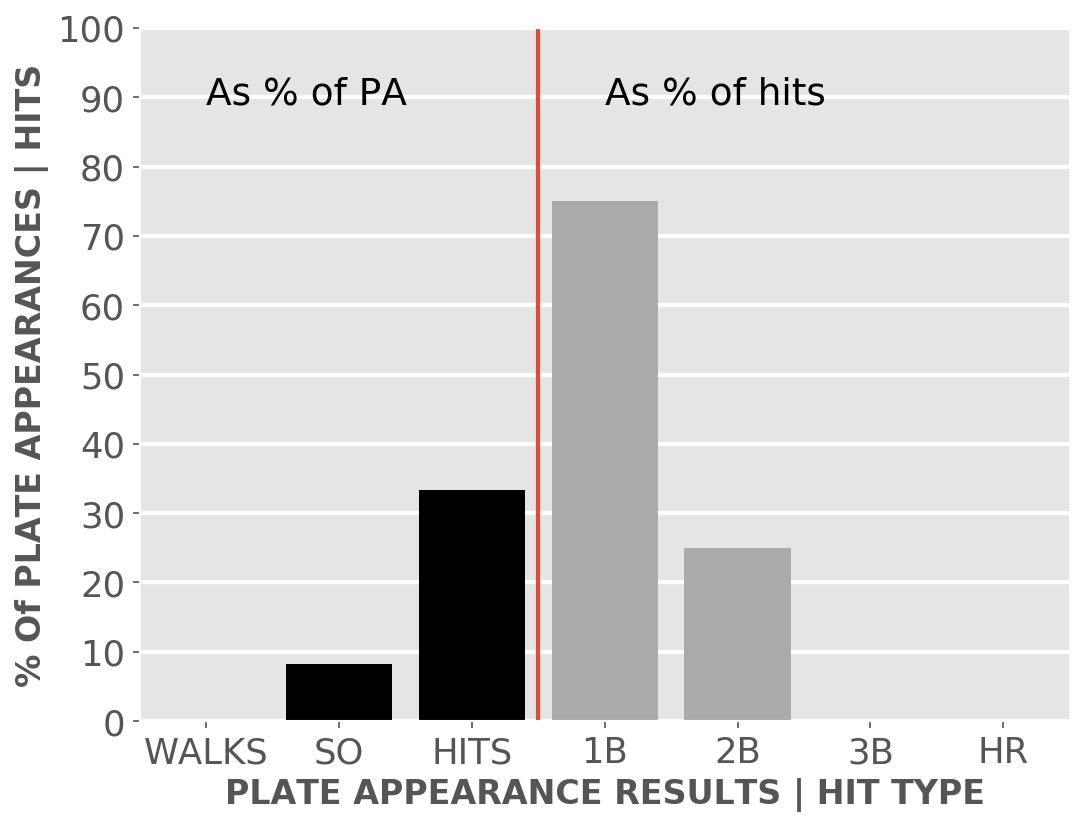 % Of PLATE APPEARANCES | HITS
100
90
80
70
60
50
40
30
20
10
0
As % of PA
As % of hits
WALKS SO HITS 1B 2B 3B HR
PLATE APPEARANCE RESULTS | HIT TYPE